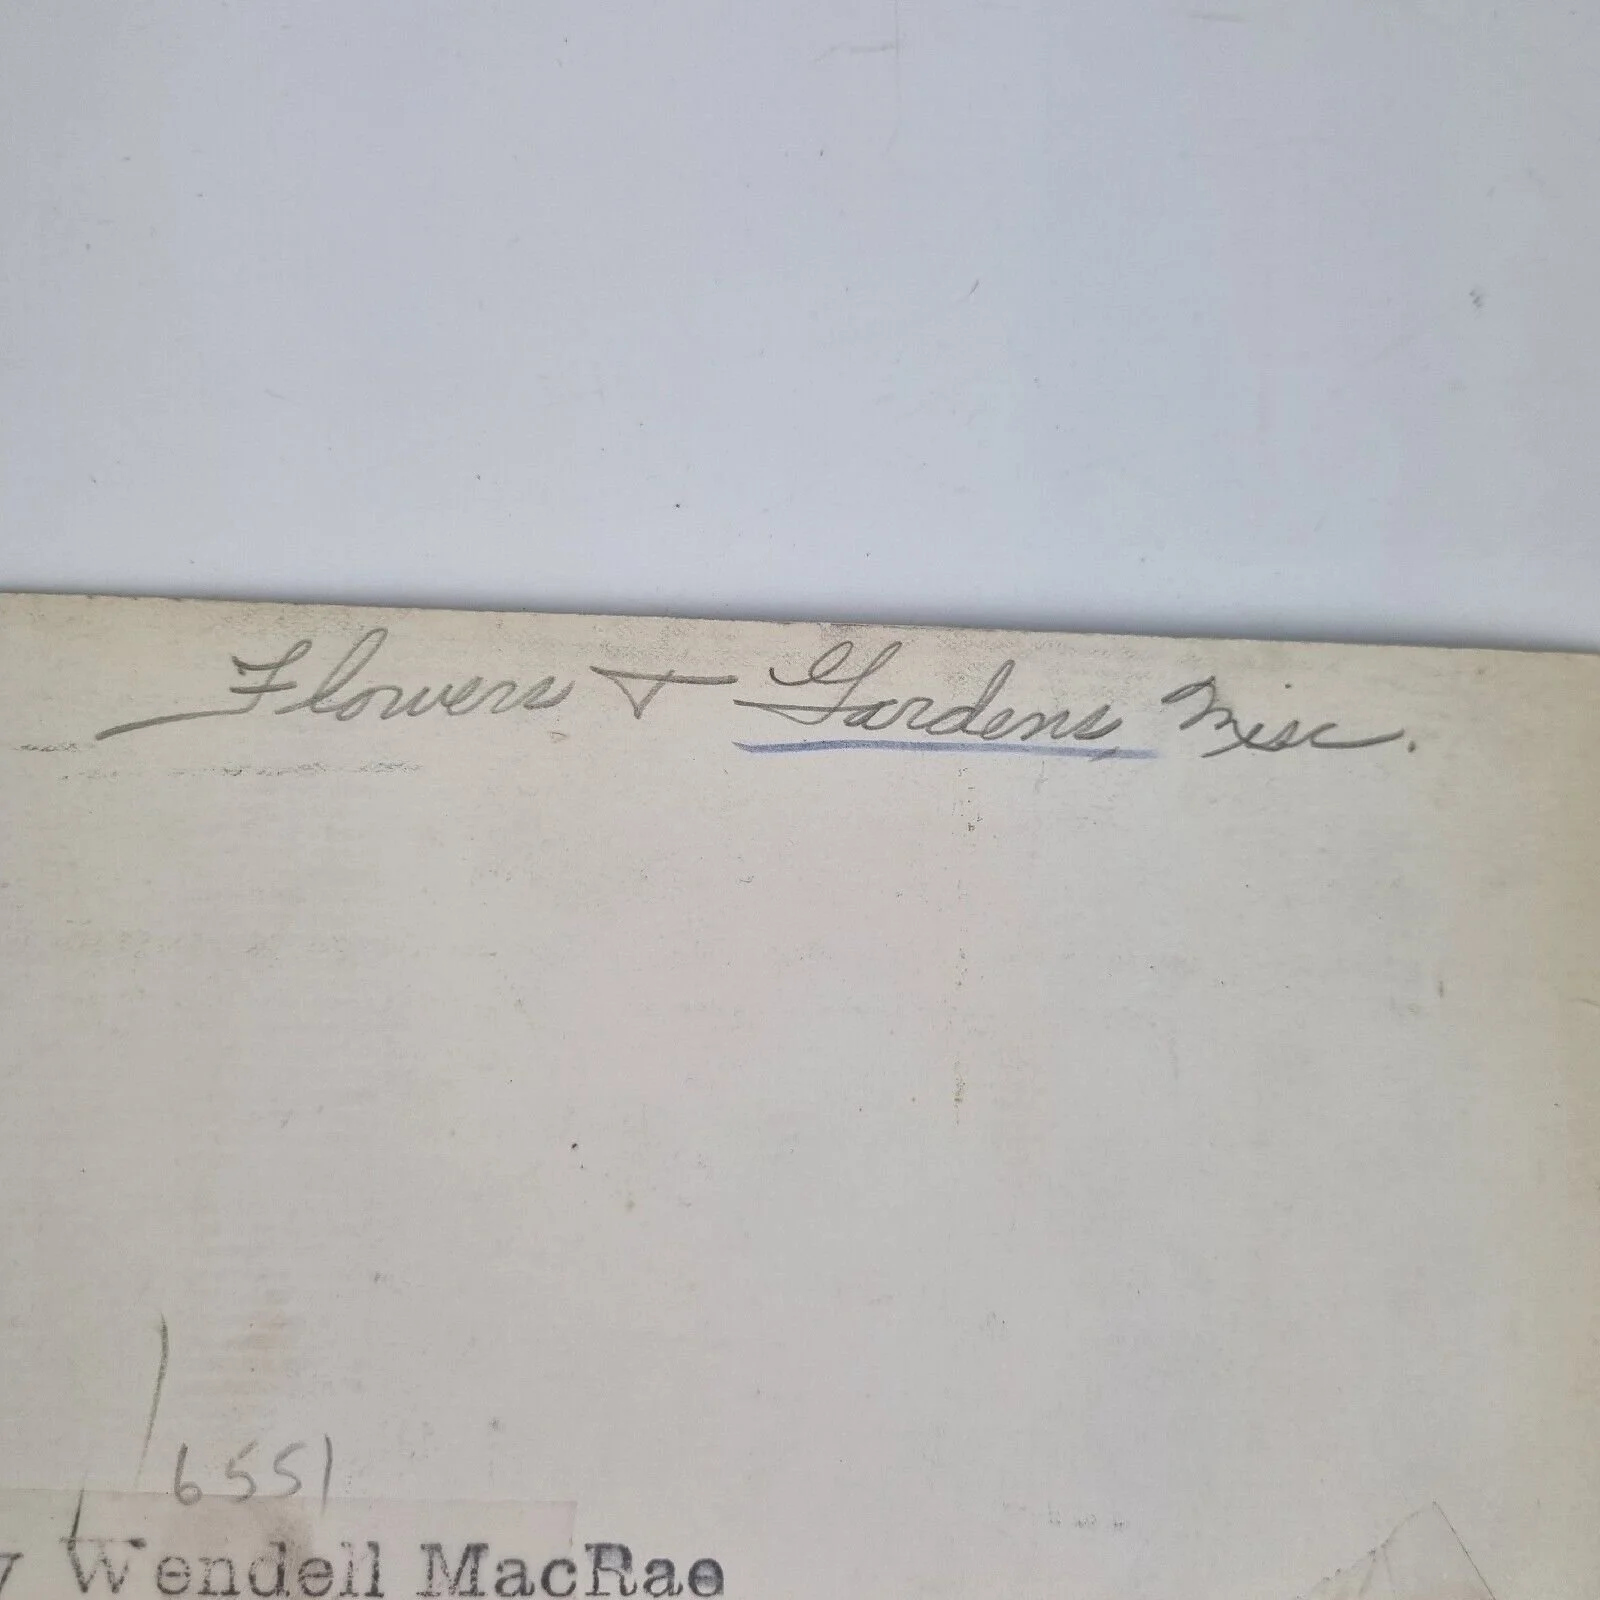 Flowers + Gardens Misc.
6551
y Wendell MacRae